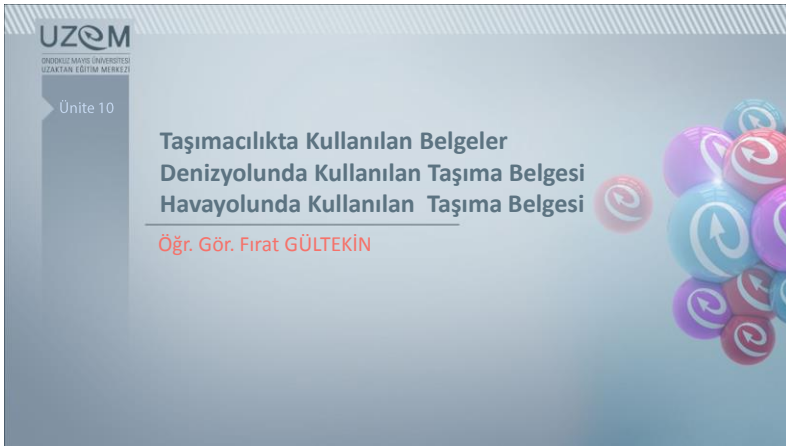 UZEM
ONDOKUZ MAYIS ÜNİVERSİTESİ
UZAKTAN EĞİTİM MERKEZİ
Ünite 10
Taşımacılıkta Kullanılan Belgeler
Denizyolunda Kullanılan Taşıma Belgesi
Havayolunda Kullanılan Taşıma Belgesi
Öğr. Gör. Fırat GÜLTEKİN